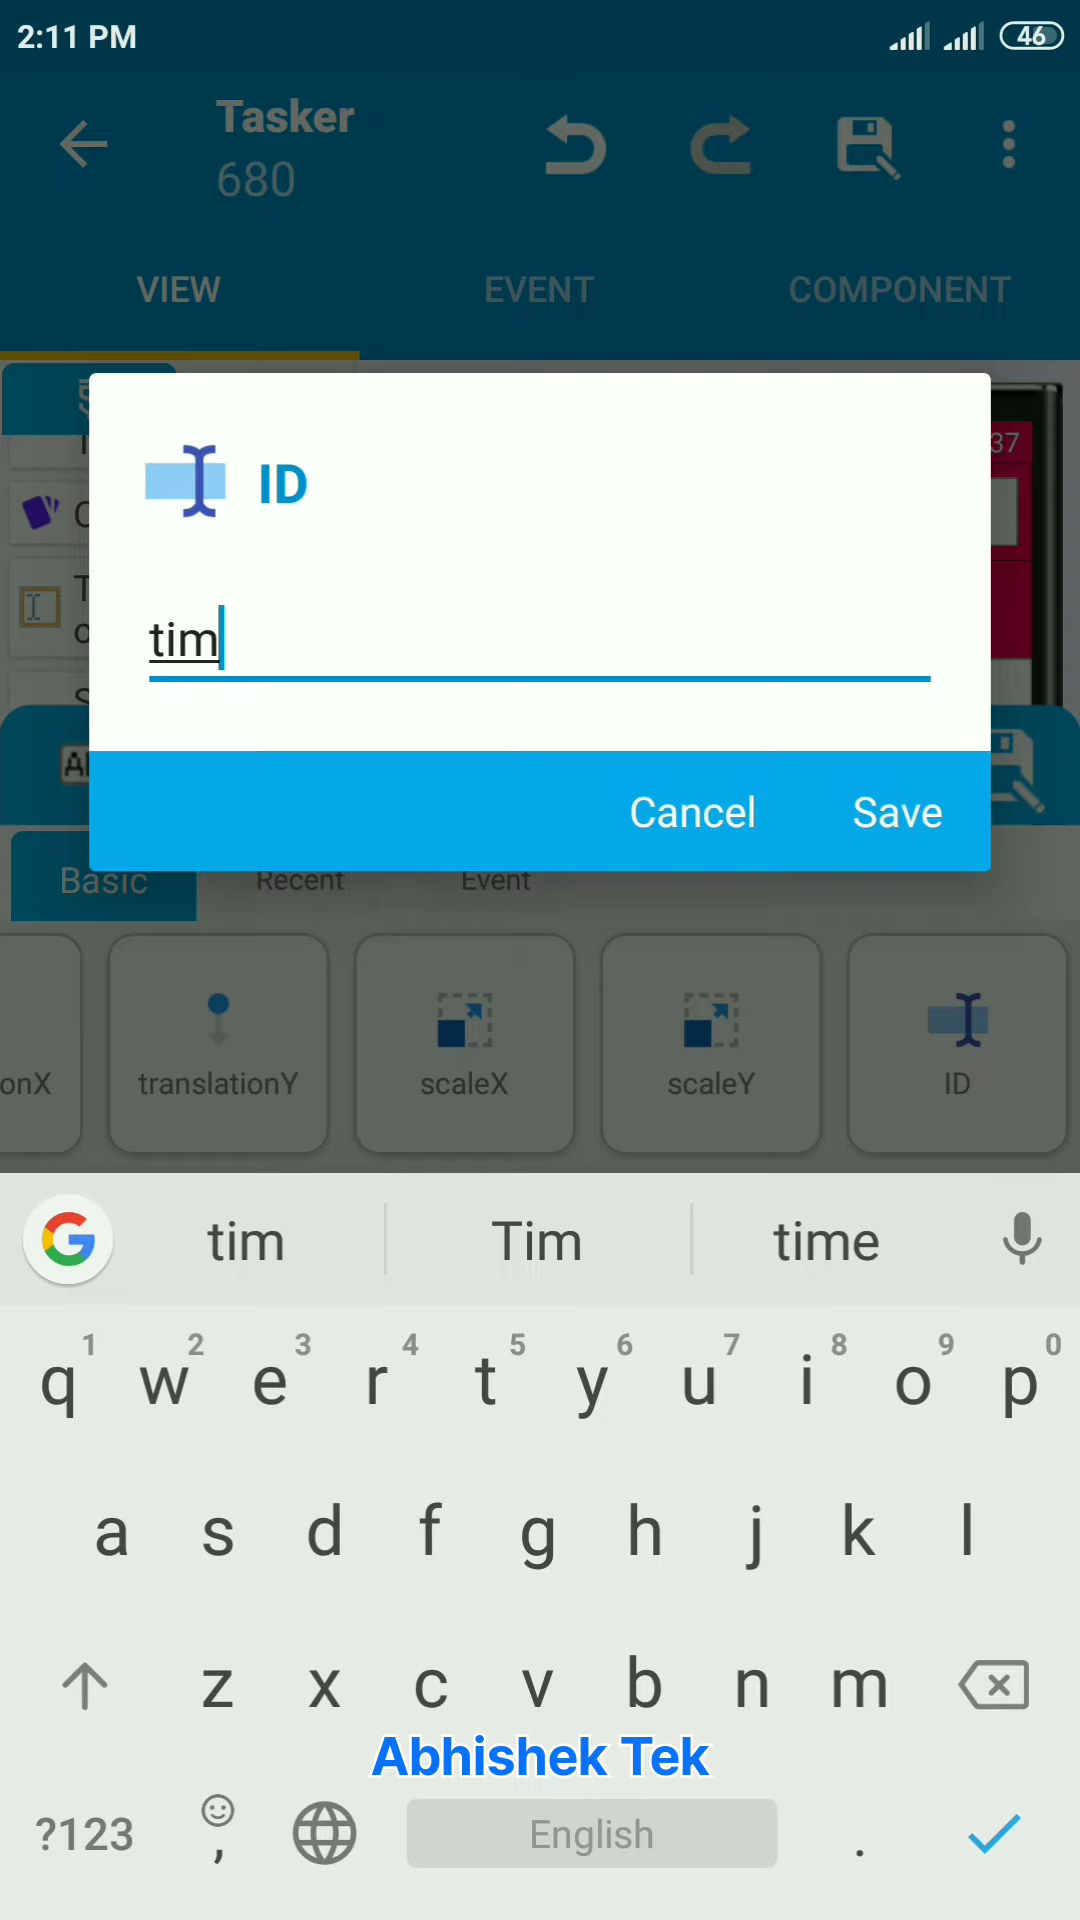 2:11 PM
46
Tasker
680
VIEW
EVENT
COMPONENT
37
ID
tim
Cancel
Save
Basic
Recent
Event
onX
translationY
scaleX
scaleY
ID
tim
Tim
time
1 2 3 4 5 6 7 8 9 0
q w e r t y u i o p
a s d f g h j k l
z x c v b n m
Abhishek Tek
?123
,
English
.